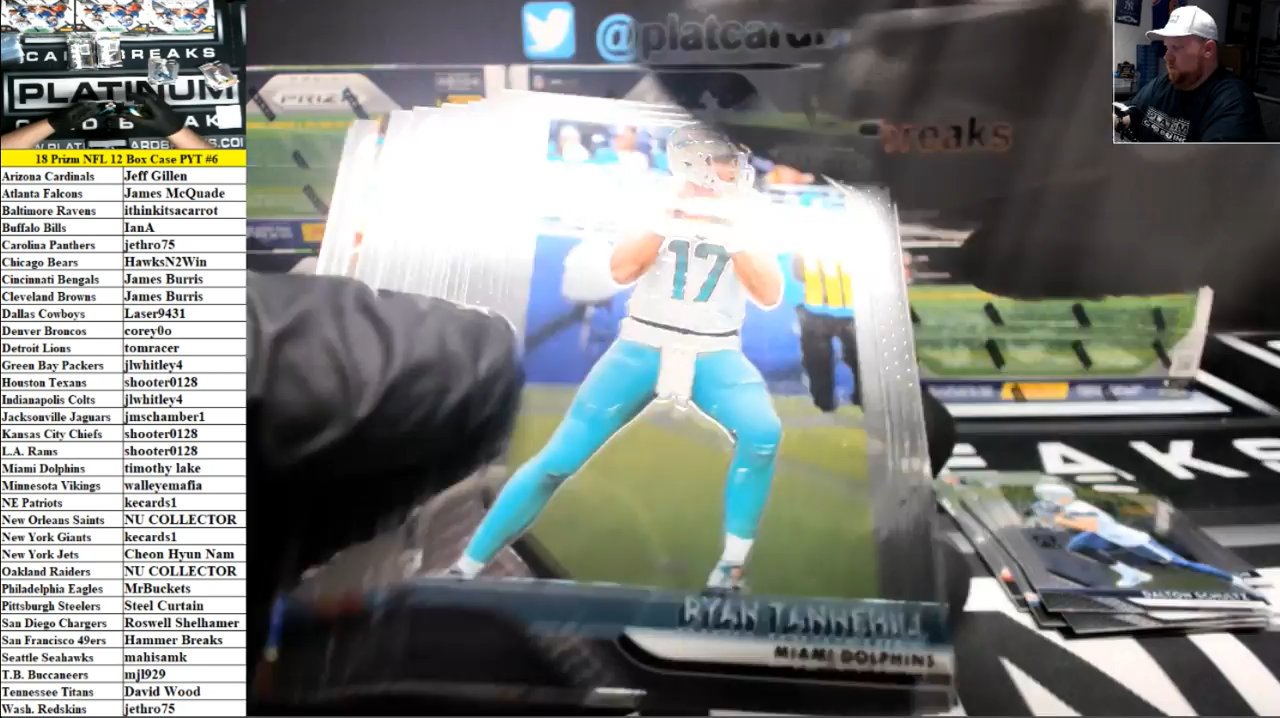 CA BREAKS
PLATINUM
18 Prizm NFL 12 Box Case PYT #6
Arizona Cardinals Jeff Gillen
Atlanta Falcons James McQuade
Baltimore Ravens ithinkitsacarrot
Buffalo Bills IanA
Carolina Panthers jethro75
Chicago Bears HawksN2Win
Cincinnati Bengals James Burris
Cleveland Browns James Burris
Dallas Cowboys Laser9431
Denver Broncos corey0o
Detroit Lions tomracer
Green Bay Packers jlwhitley4
Houston Texans shooter0128
Indianapolis Colts jlwhitley4
Jacksonville Jaguars jmschamber1
Kansas City Chiefs shooter0128
L.A. Rams shooter0128
Miami Dolphins timothy lake
Minnesota Vikings walleyemafia
NE Patriots kecards1
New Orleans Saints NU COLLECTOR
New York Giants kecards1
New York Jets Cheon Hyun Nam
Oakland Raiders NU COLLECTOR
Philadelphia Eagles MrBuckets
Pittsburgh Steelers Steel Curtain
San Diego Chargers Roswell Shelhamer
San Francisco 49ers Hammer Breaks
Seattle Seahawks mahisamk
T.B. Buccaneers mjl929
Tennessee Titans David Wood
Wash. Redskins jethro75
@platcar
breaks
PRIZM
17
RYAN TANNEHILL
MIAMI DOLPHINS
EAKS
DALTON SCHULTZ